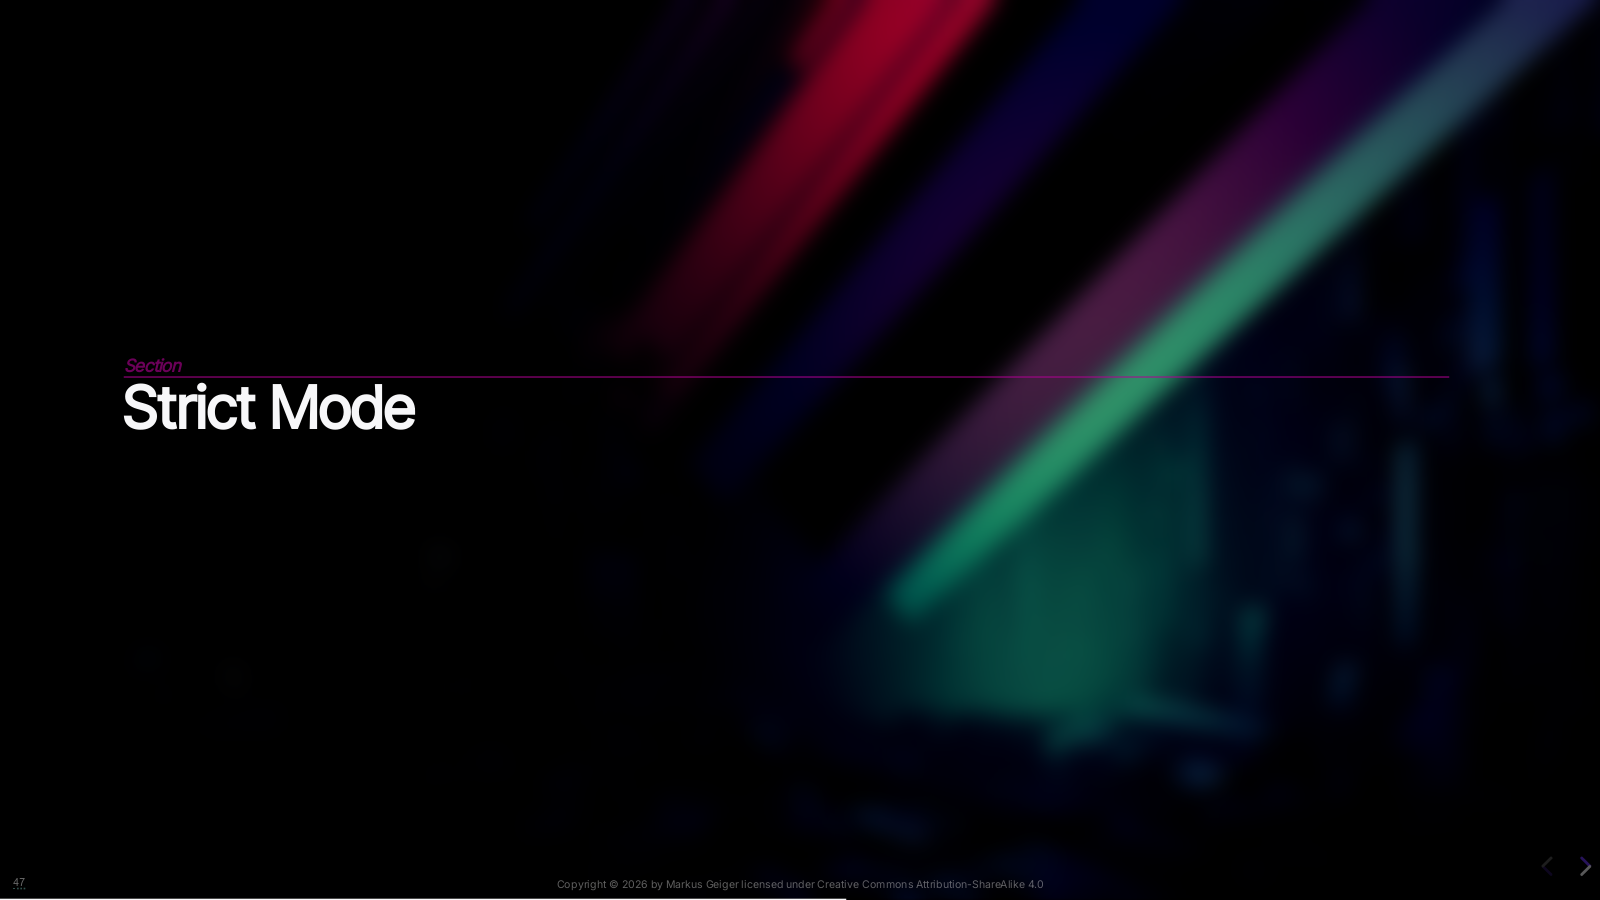 Section
Strict Mode
47
Copyright © 2026 by Markus Geiger licensed under Creative Commons Attribution-ShareAlike 4.0